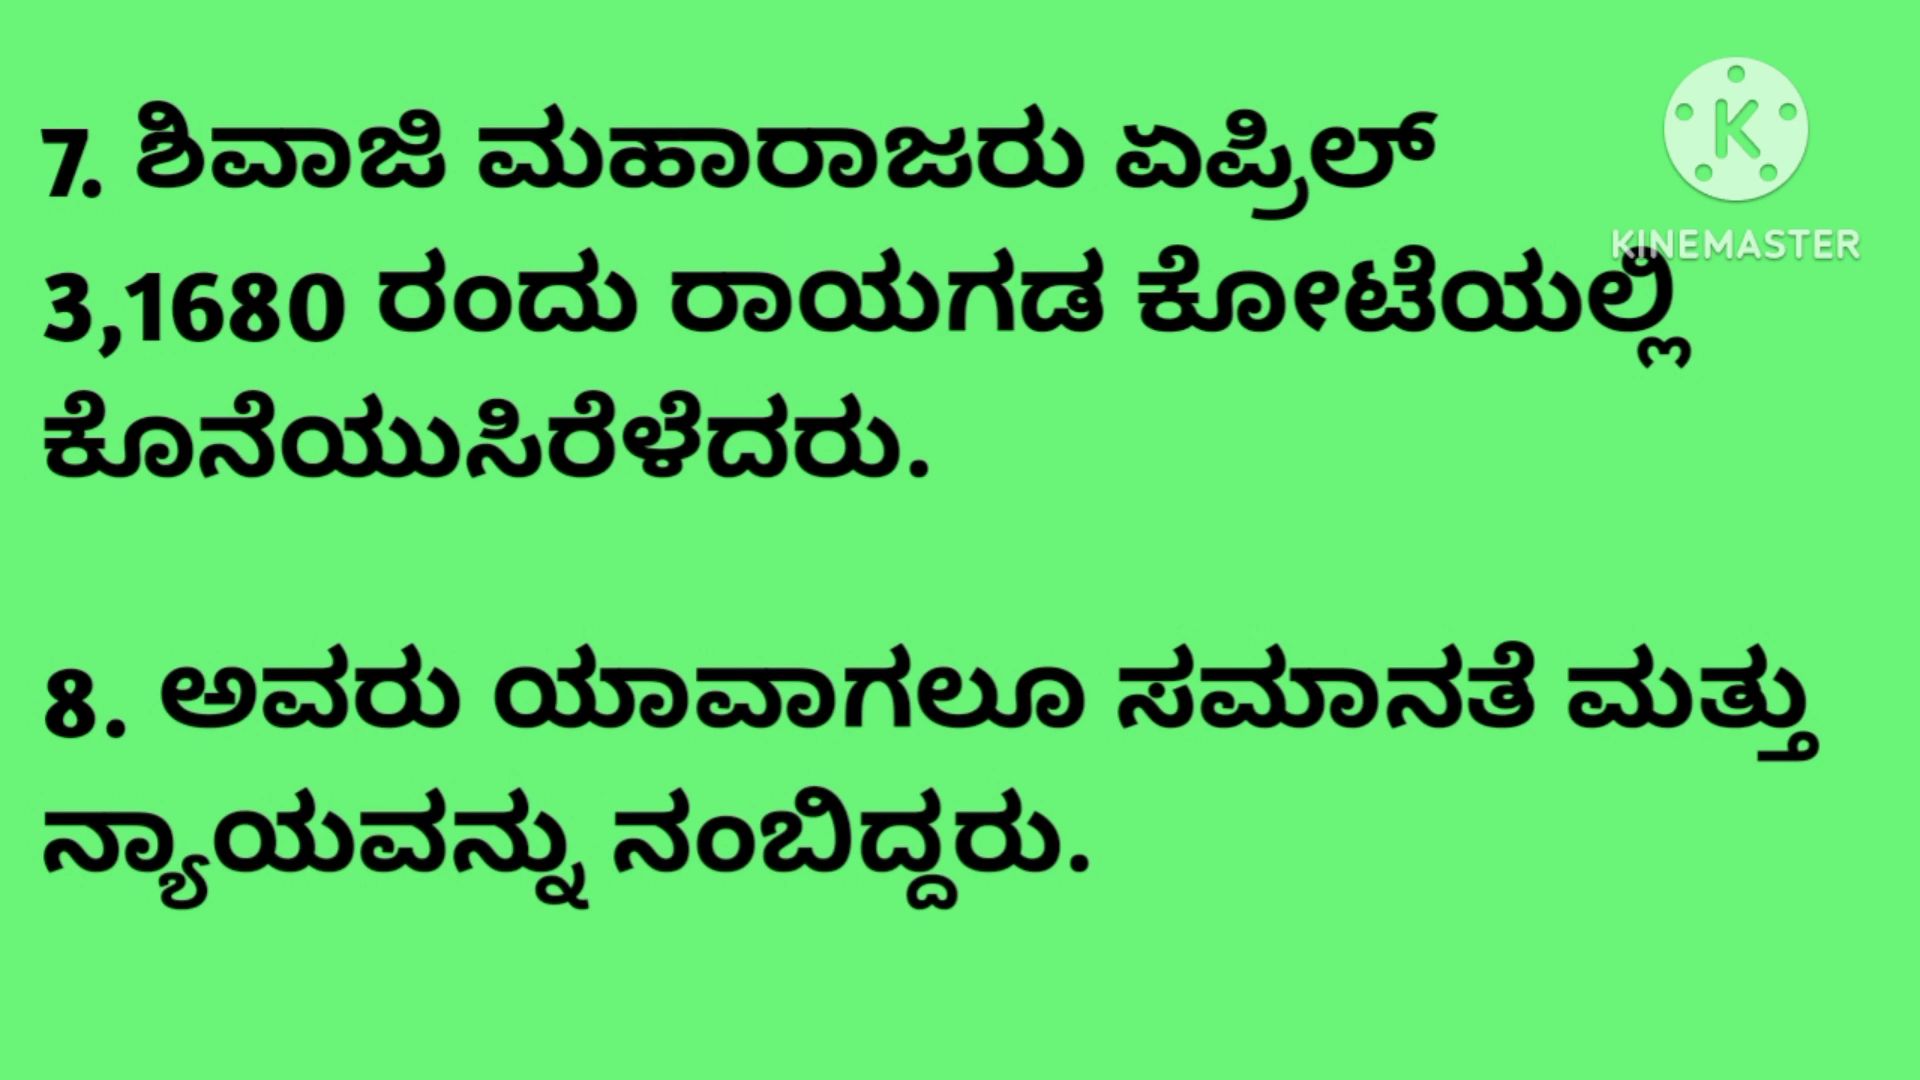 7. ಶಿವಾಜಿ ಮಹಾರಾಜರು ಏಪ್ರಿಲ್
3,1680 ರಂದು ರಾಯಗಡ ಕೋಟೆಯಲ್ಲಿ
ಕೊನೆಯುಸಿರೆಳೆದರು.
8. ಅವರು ಯಾವಾಗಲೂ ಸಮಾನತೆ ಮತ್ತು
ನ್ಯಾಯವನ್ನು ನಂಬಿದ್ದರು.
K
KINEMASTER